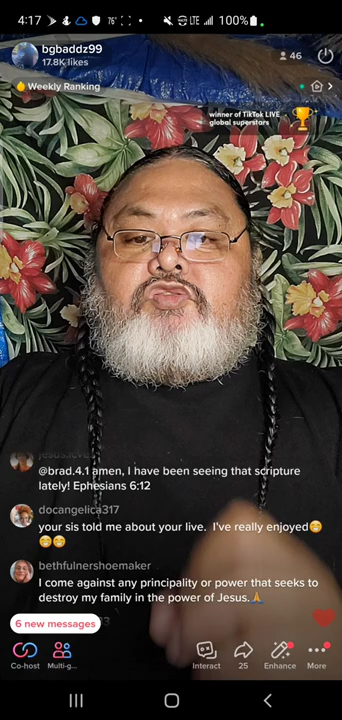 4:17
76°
LTE
100%
bgbaddz99
17.8K likes
46
Weekly Ranking
winner of TikTok LIVE
global superstars
@brad.4.1 amen, I have been seeing that scripture
lately! Ephesians 6:12
docangelica317
your sis told me about your live. I've really enjoyed😁
😁😁
bethfulnershoemaker
I come against any principality or power that seeks to
destroy my family in the power of Jesus.🙏
6 new messages
Co-host
Multi-g...
Interact
25
Enhance
More